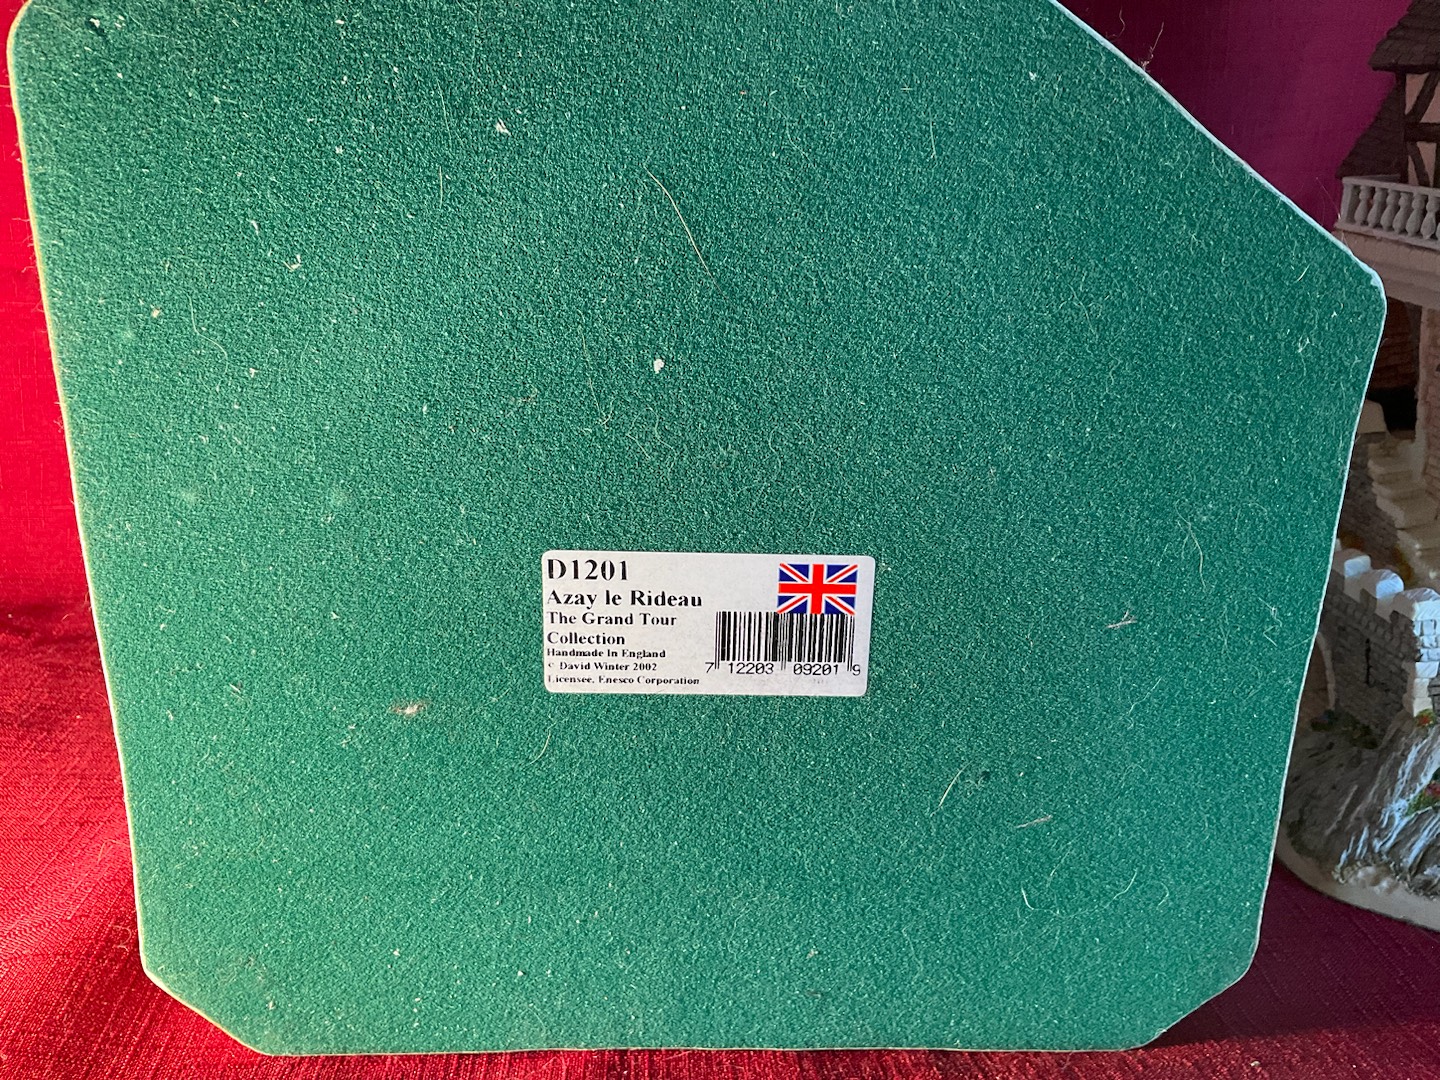 D1201
Azay le Rideau
The Grand Tour
Collection
Handmade In England
© David Winter 2002
Licensee, Enesco Corporation
7 12203 09201 9